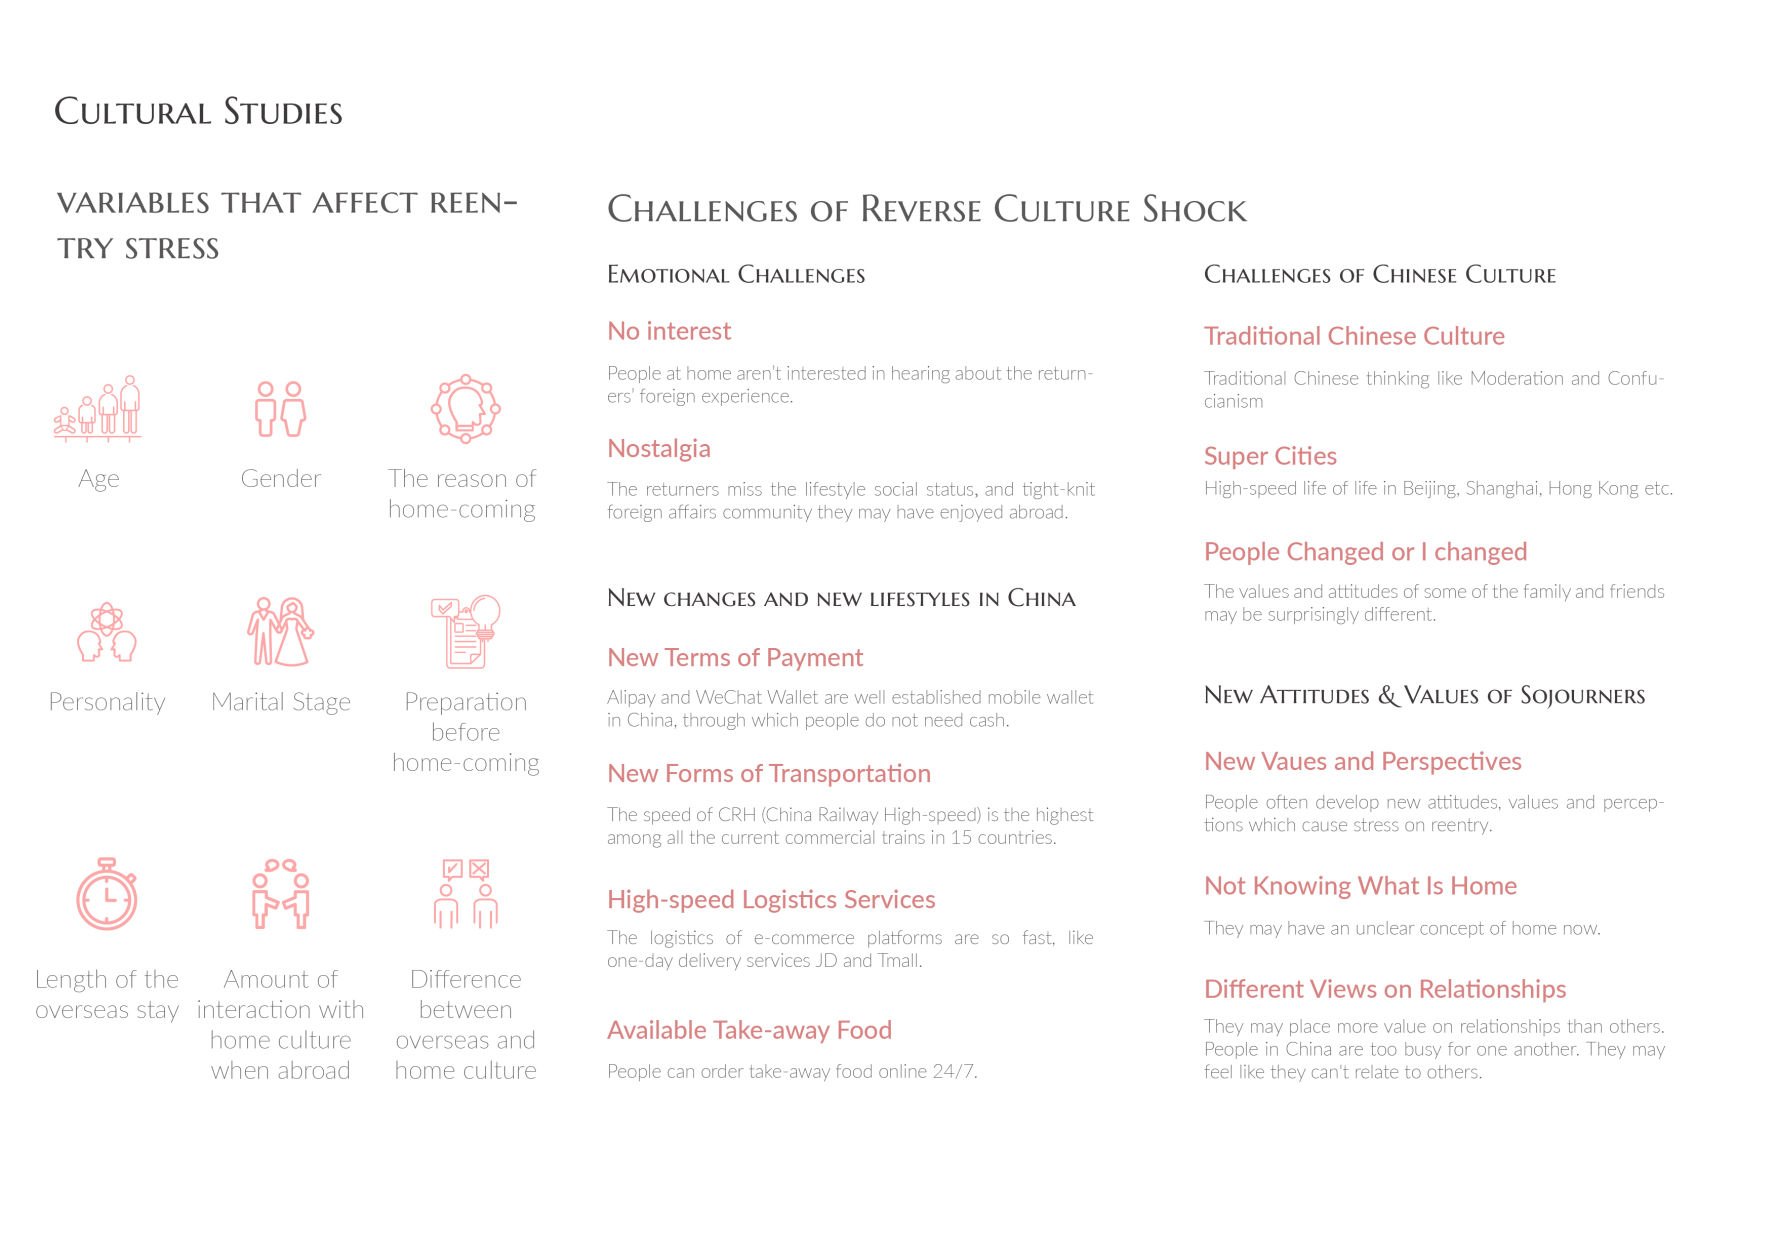 Cultural Studies
variables that affect reen-
try stress
Age
Gender
The reason of
home-coming
Personality
Marital Stage
Preparation
before
home-coming
Length of the
overseas stay
Amount of
interaction with
home culture
when abroad
Difference
between
overseas and
home culture
Challenges of Reverse Culture Shock
Emotional Challenges
No interest
People at home aren't interested in hearing about the return-
ers' foreign experience.
Nostalgia
The returners miss the lifestyle social status, and tight-knit
foreign affairs community they may have enjoyed abroad.
New changes and new lifestyles in China
New Terms of Payment
Alipay and WeChat Wallet are well established mobile wallet
in China, through which people do not need cash.
New Forms of Transportation
The speed of CRH (China Railway High-speed) is the highest
among all the current commercial trains in 15 countries.
High-speed Logistics Services
The logistics of e-commerce platforms are so fast, like
one-day delivery services JD and Tmall.
Available Take-away Food
People can order take-away food online 24/7.
Challenges of Chinese Culture
Traditional Chinese Culture
Traditional Chinese thinking like Moderation and Confu-
cianism
Super Cities
High-speed life of life in Beijing, Shanghai, Hong Kong etc.
People Changed or I changed
The values and attitudes of some of the family and friends
may be surprisingly different.
New Attitudes & Values of Sojourners
New Vaues and Perspectives
People often develop new attitudes, values and percep-
tions which cause stress on reentry.
Not Knowing What Is Home
They may have an unclear concept of home now.
Different Views on Relationships
They may place more value on relationships than others.
People in China are too busy for one another. They may
feel like they can't relate to others.